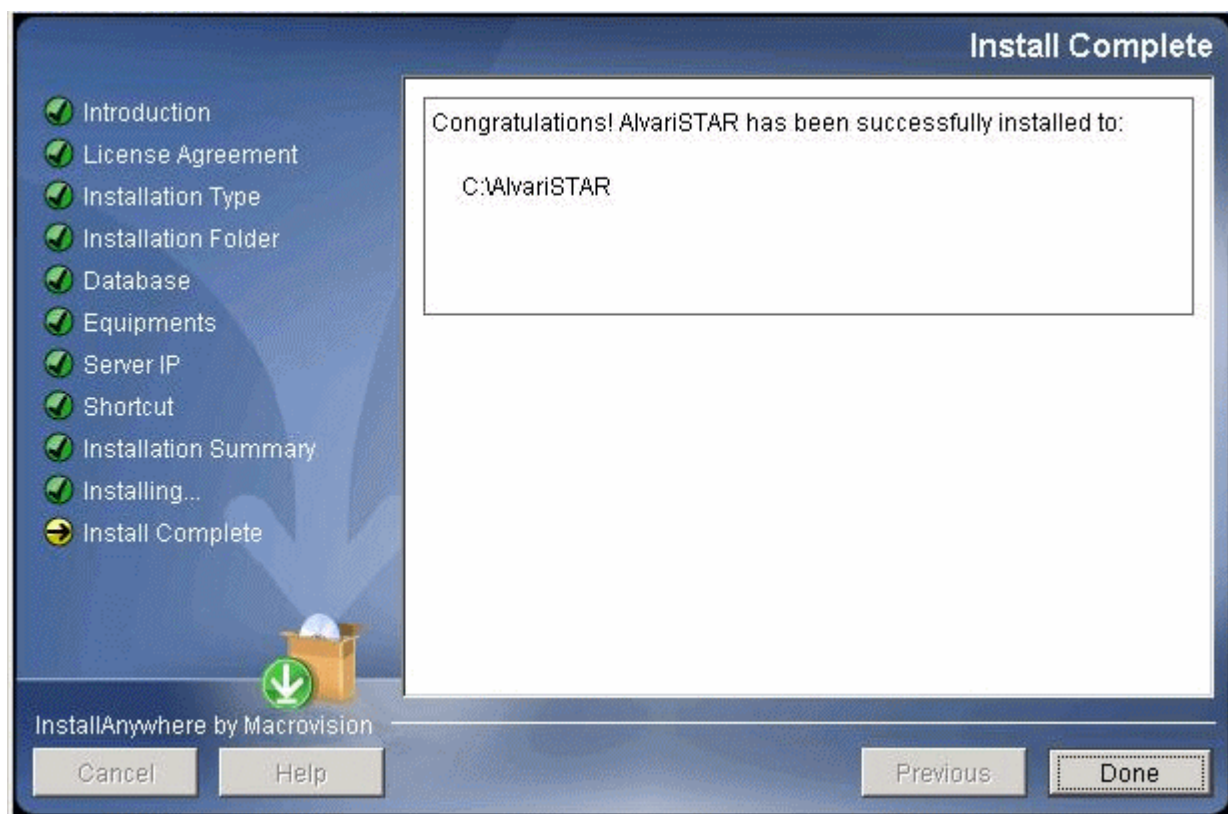 Install Complete
Introduction
License Agreement
Installation Type
Installation Folder
Database
Equipments
Server IP
Shortcut
Installation Summary
Installing...
Install Complete
Congratulations! AlvariSTAR has been successfully installed to:
C:\AlvariSTAR
InstallAnywhere by Macrovision
Cancel
Help
Previous
Done